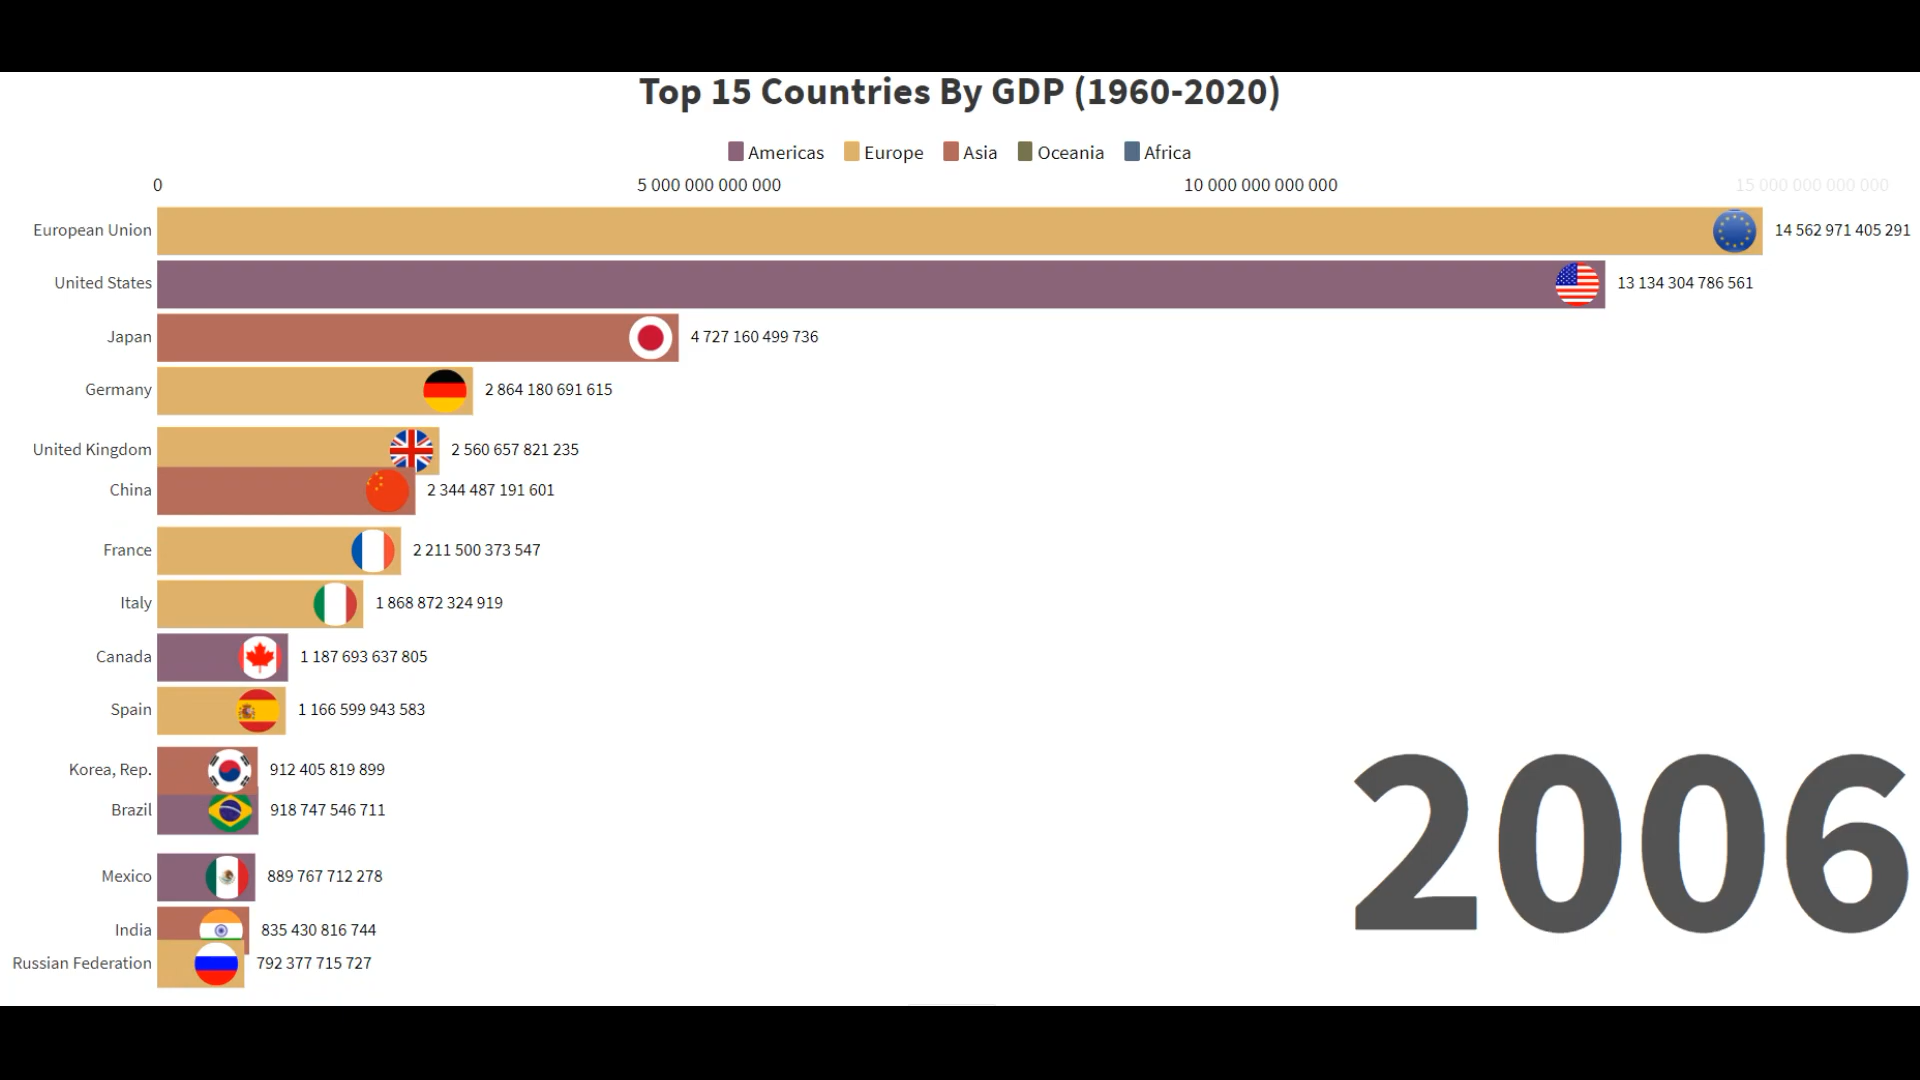 Top 15 Countries By GDP (1960-2020)
Americas Europe Asia Oceania Africa
0 5 000 000 000 000 10 000 000 000 000 15 000 000 000 000
European Union 14 562 971 405 291
United States 13 134 304 786 561
Japan 4 727 160 499 736
Germany 2 864 180 691 615
United Kingdom 2 560 657 821 235
China 2 344 487 191 601
France 2 211 500 373 547
Italy 1 868 872 324 919
Canada 1 187 693 637 805
Spain 1 166 599 943 583
Korea, Rep. 912 405 819 899
Brazil 918 747 546 711
Mexico 889 767 712 278
India 835 430 816 744
Russian Federation 792 377 715 727
2006